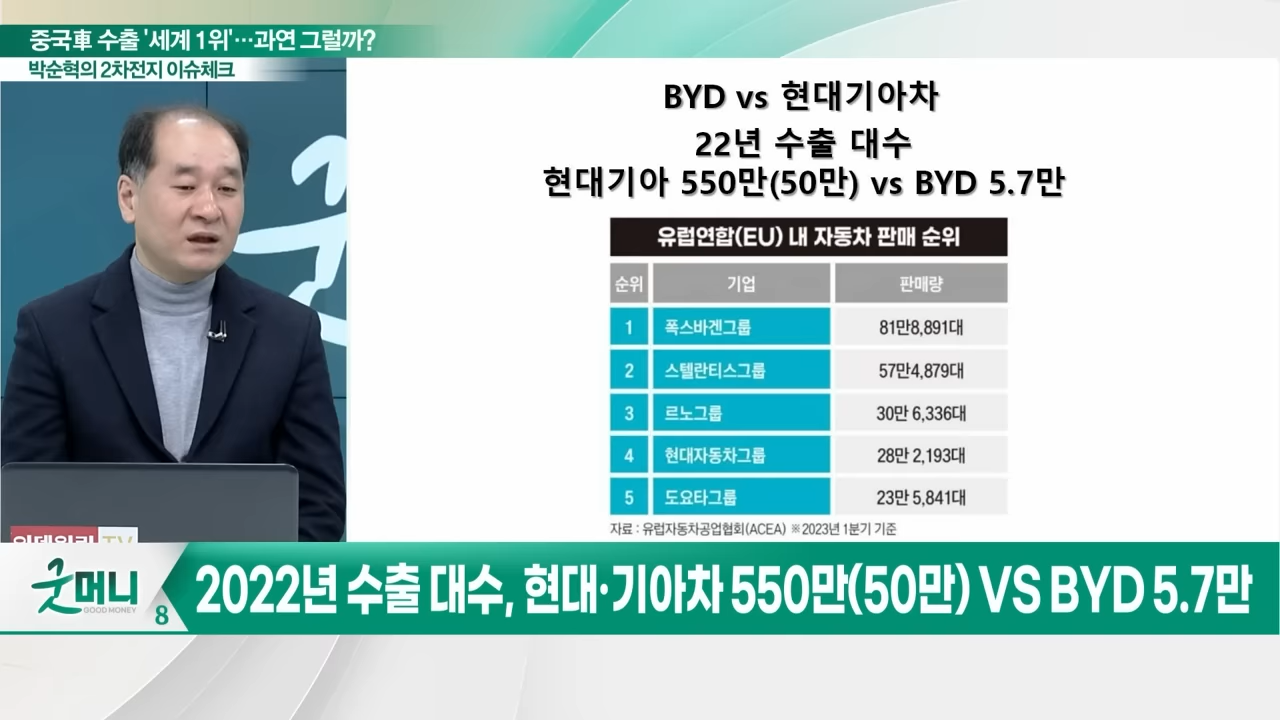 중국車 수출 '세계 1위'…과연 그럴까?
박순혁의 2차전지 이슈체크
BYD vs 현대기아차
22년 수출 대수
현대기아 550만(50만) vs BYD 5.7만
유럽연합(EU) 내 자동차 판매 순위
순위 기업 판매량
1 폭스바겐그룹 81만8,891대
2 스텔란티스그룹 57만4,879대
3 르노그룹 30만 6,336대
4 현대자동차그룹 28만 2,193대
5 도요타그룹 23만 5,841대
자료 : 유럽자동차공업협회(ACEA) ※2023년 1분기 기준
TV
굿머니
GOOD MONEY
8
2022년 수출 대수, 현대·기아차 550만(50만) VS BYD 5.7만